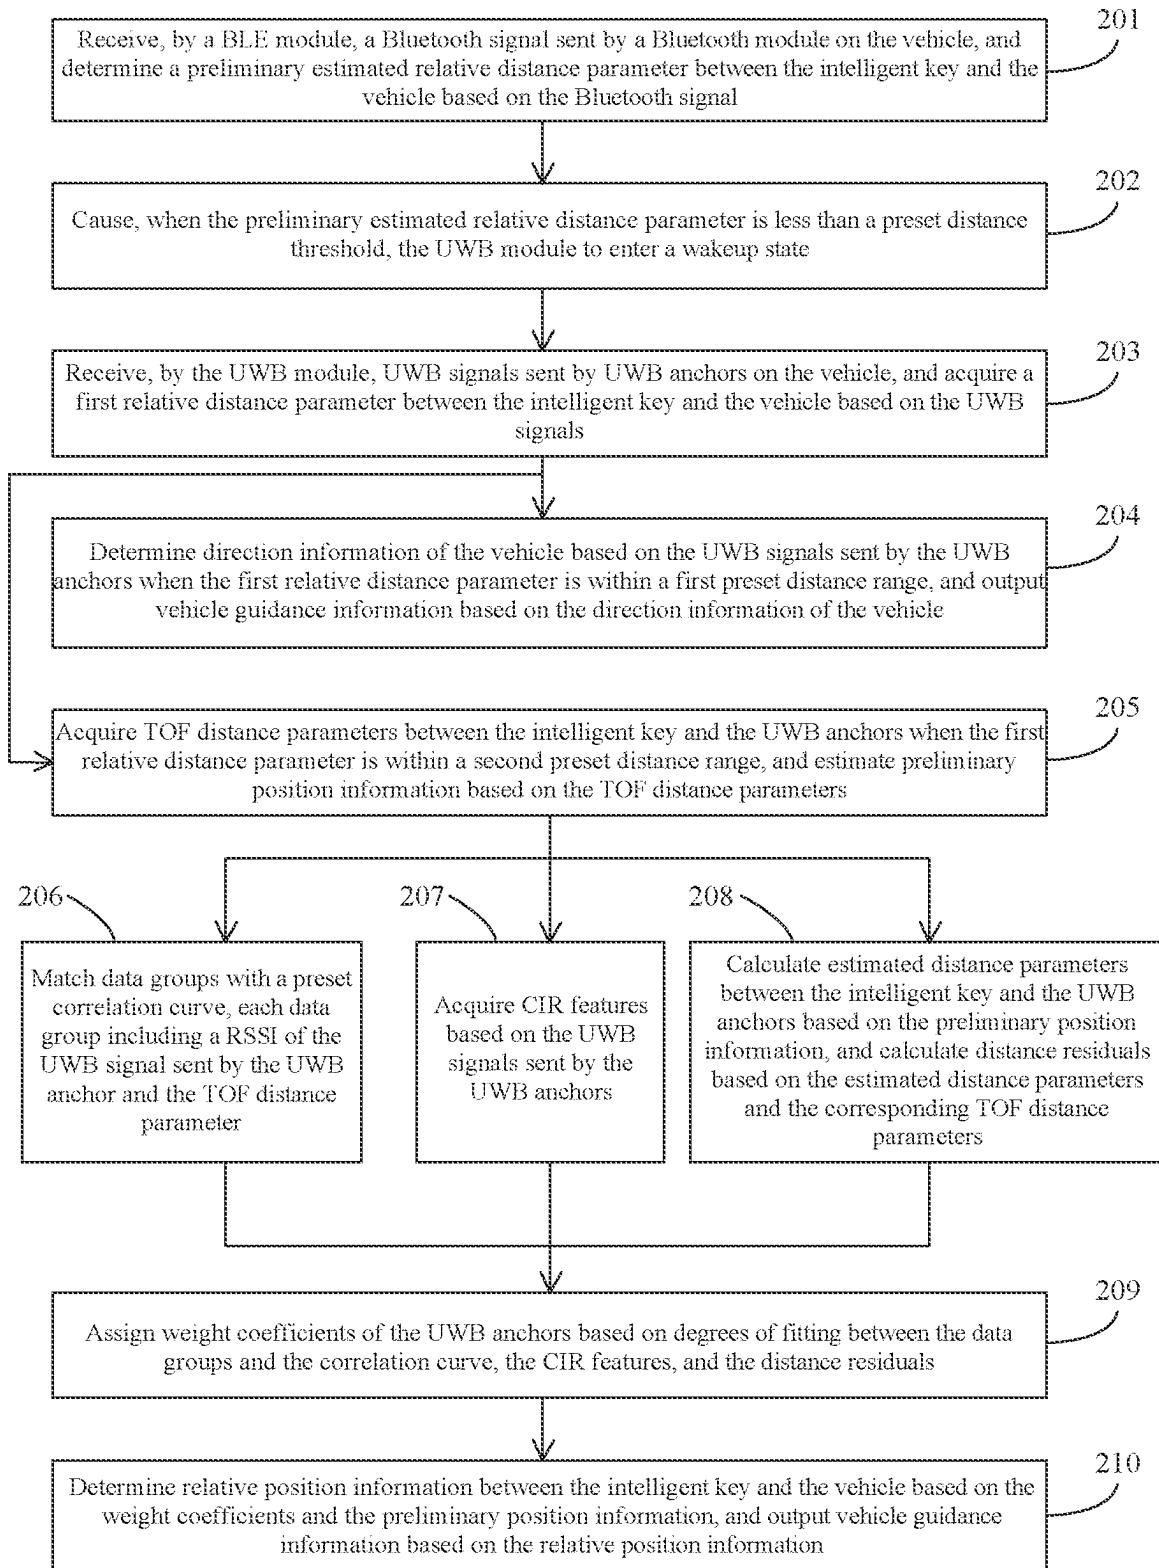 201
Receive, by a BLE module, a Bluetooth signal sent by a Bluetooth module on the vehicle, and
determine a preliminary estimated relative distance parameter between the intelligent key and the
vehicle based on the Bluetooth signal
202
Cause, when the preliminary estimated relative distance parameter is less than a preset distance
threshold, the UWB module to enter a wakeup state
203
Receive, by the UWB module, UWB signals sent by UWB anchors on the vehicle, and acquire a
first relative distance parameter between the intelligent key and the vehicle based on the UWB
signals
204
Determine direction information of the vehicle based on the UWB signals sent by the UWB
anchors when the first relative distance parameter is within a first preset distance range, and output
vehicle guidance information based on the direction information of the vehicle
205
Acquire TOF distance parameters between the intelligent key and the UWB anchors when the first
relative distance parameter is within a second preset distance range, and estimate preliminary
position information based on the TOF distance parameters
206
Match data groups with a preset
correlation curve, each data
group including a RSSI of the
UWB signal sent by the UWB
anchor and the TOF distance
parameter
207
Acquire CIR features
based on the UWB
signals sent by the
UWB anchors
208
Calculate estimated distance parameters
between the intelligent key and the UWB
anchors based on the preliminary position
information, and calculate distance residuals
based on the estimated distance parameters
and the corresponding TOF distance
parameters
209
Assign weight coefficients of the UWB anchors based on degrees of fitting between the data
groups and the correlation curve, the CIR features, and the distance residuals
210
Determine relative position information between the intelligent key and the vehicle based on the
weight coefficients and the preliminary position information, and output vehicle guidance
information based on the relative position information